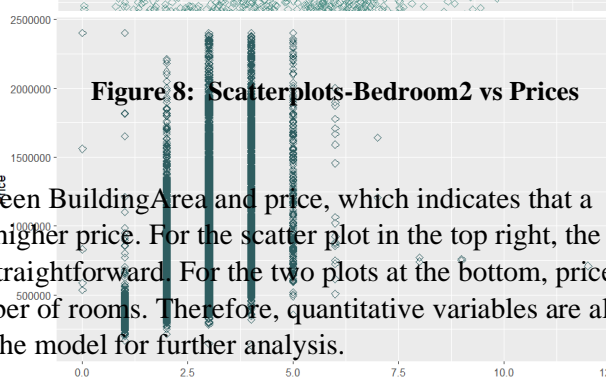 2500000
2000000
Figure 8: Scatterplots-Bedroom2 vs Prices
1500000
een BuildingArea and price, which indicates that a
1000000
higher price. For the scatter plot in the top right, the
traightforward. For the two plots at the bottom, price
500000
ber of rooms. Therefore, quantitative variables are al
he model for further analysis.
0.0 2.5 5.0 7.5 10.0